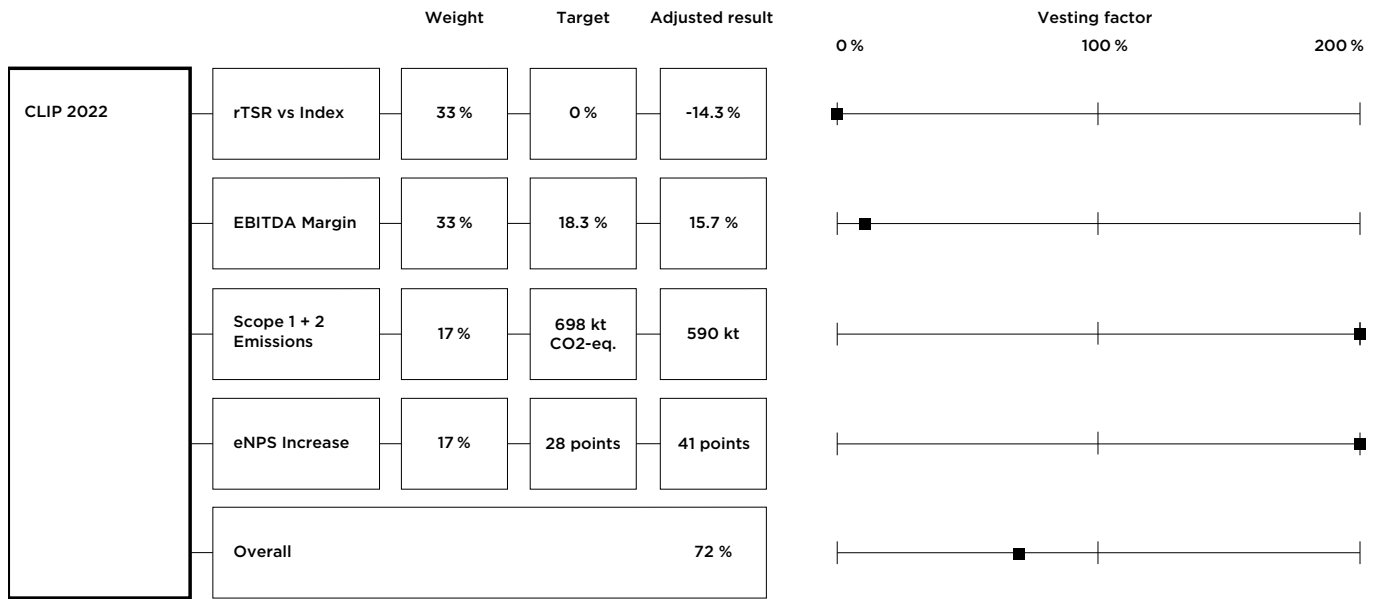 Weight Target Adjusted result Vesting factor
0 % 100 % 200 %
CLIP 2022
rTSR vs Index 33 % 0 % -14.3 %
EBITDA Margin 33 % 18.3 % 15.7 %
Scope 1 + 2
Emissions
17 %
698 kt
CO2-eq.
590 kt
eNPS Increase 17 % 28 points 41 points
Overall 72 %